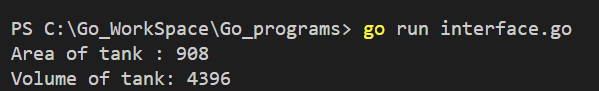 PS C:\Go_WorkSpace\Go_programs> go run interface.go
Area of tank : 908
Volume of tank: 4396